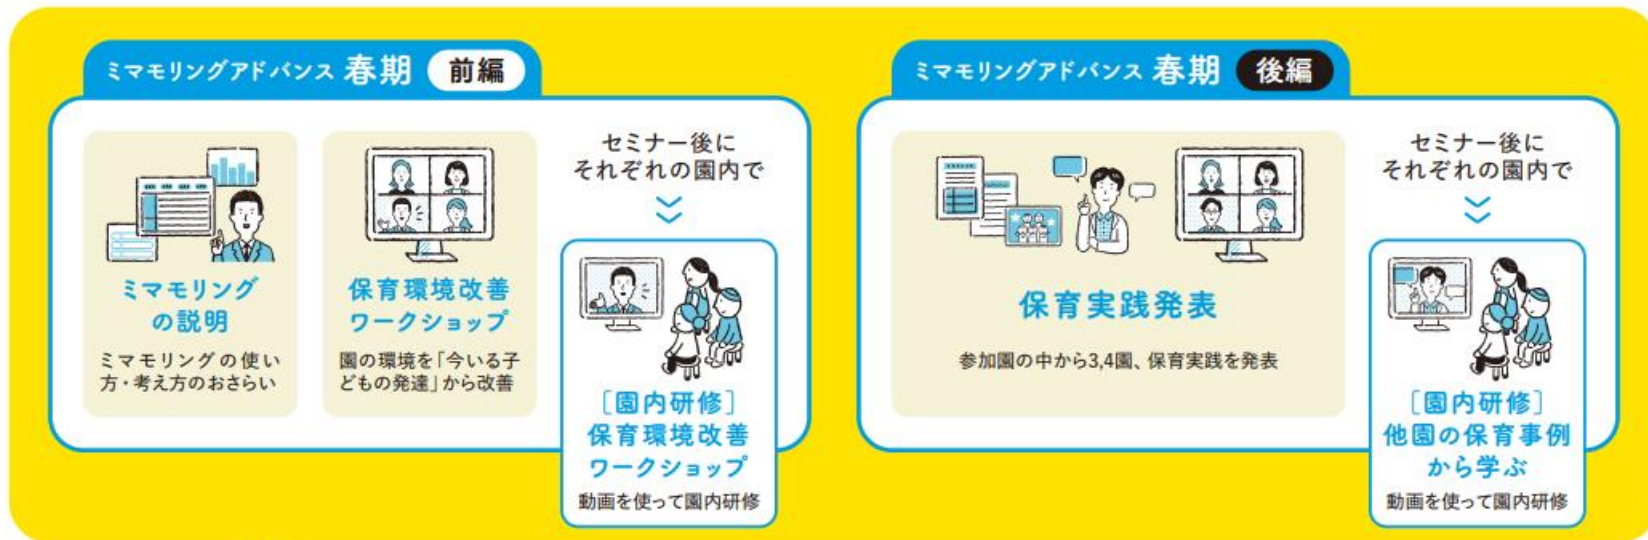 ミマモリングアドバンス 春期 前編
ミマモリング
の説明
ミマモリングの使い
方・考え方のおさらい
保育環境改善
ワークショップ
園の環境を「今いる子
どもの発達」から改善
セミナー後に
それぞれの園内で
［園内研修］
保育環境改善
ワークショップ
動画を使って園内研修
ミマモリングアドバンス 春期 後編
保育実践発表
参加園の中から3,4園、保育実践を発表
セミナー後に
それぞれの園内で
［園内研修］
他園の保育事例
から学ぶ
動画を使って園内研修